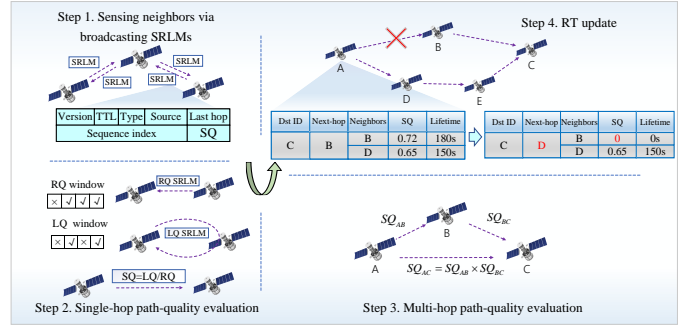 Step 1. Sensing neighbors via
broadcasting SRLMs
SRLM
SRLM
SRLM
SRLM
Version TTL Type Source Last hop
Sequence index SQ
RQ window
× √ √ √
RQ SRLM
LQ window
× √ × √
LQ SRLM
SQ=LQ/RQ
Step 2. Single-hop path-quality evaluation
Step 4. RT update
A
B
C
D
E
Dst ID Next-hop Neighbors SQ Lifetime
C B B 0.72 180s
D 0.65 150s
Dst ID Next-hop Neighbors SQ Lifetime
C D B 0 0s
D 0.65 150s
SQ_AB
SQ_BC
B
A
C
SQ_AC = SQ_AB × SQ_BC
Step 3. Multi-hop path-quality evaluation